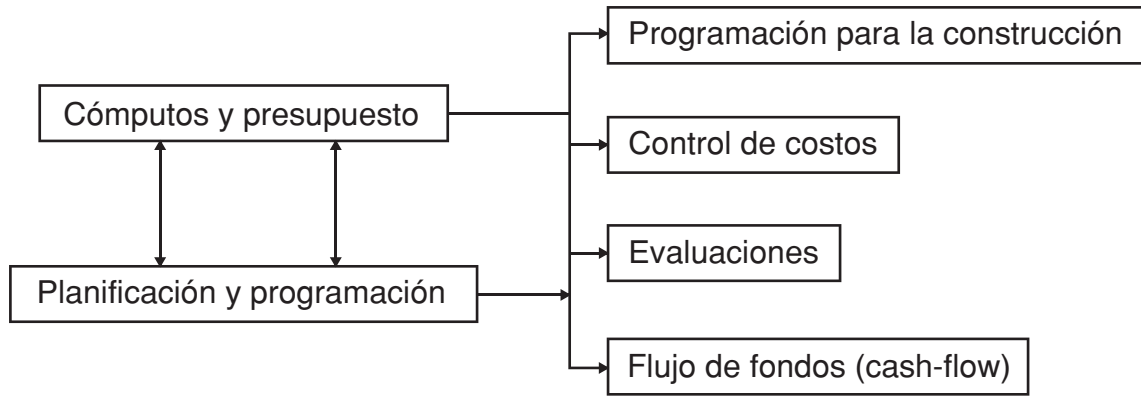 Programación para la construcción
Cómputos y presupuesto
Control de costos
Evaluaciones
Planificación y programación
Flujo de fondos (cash-flow)